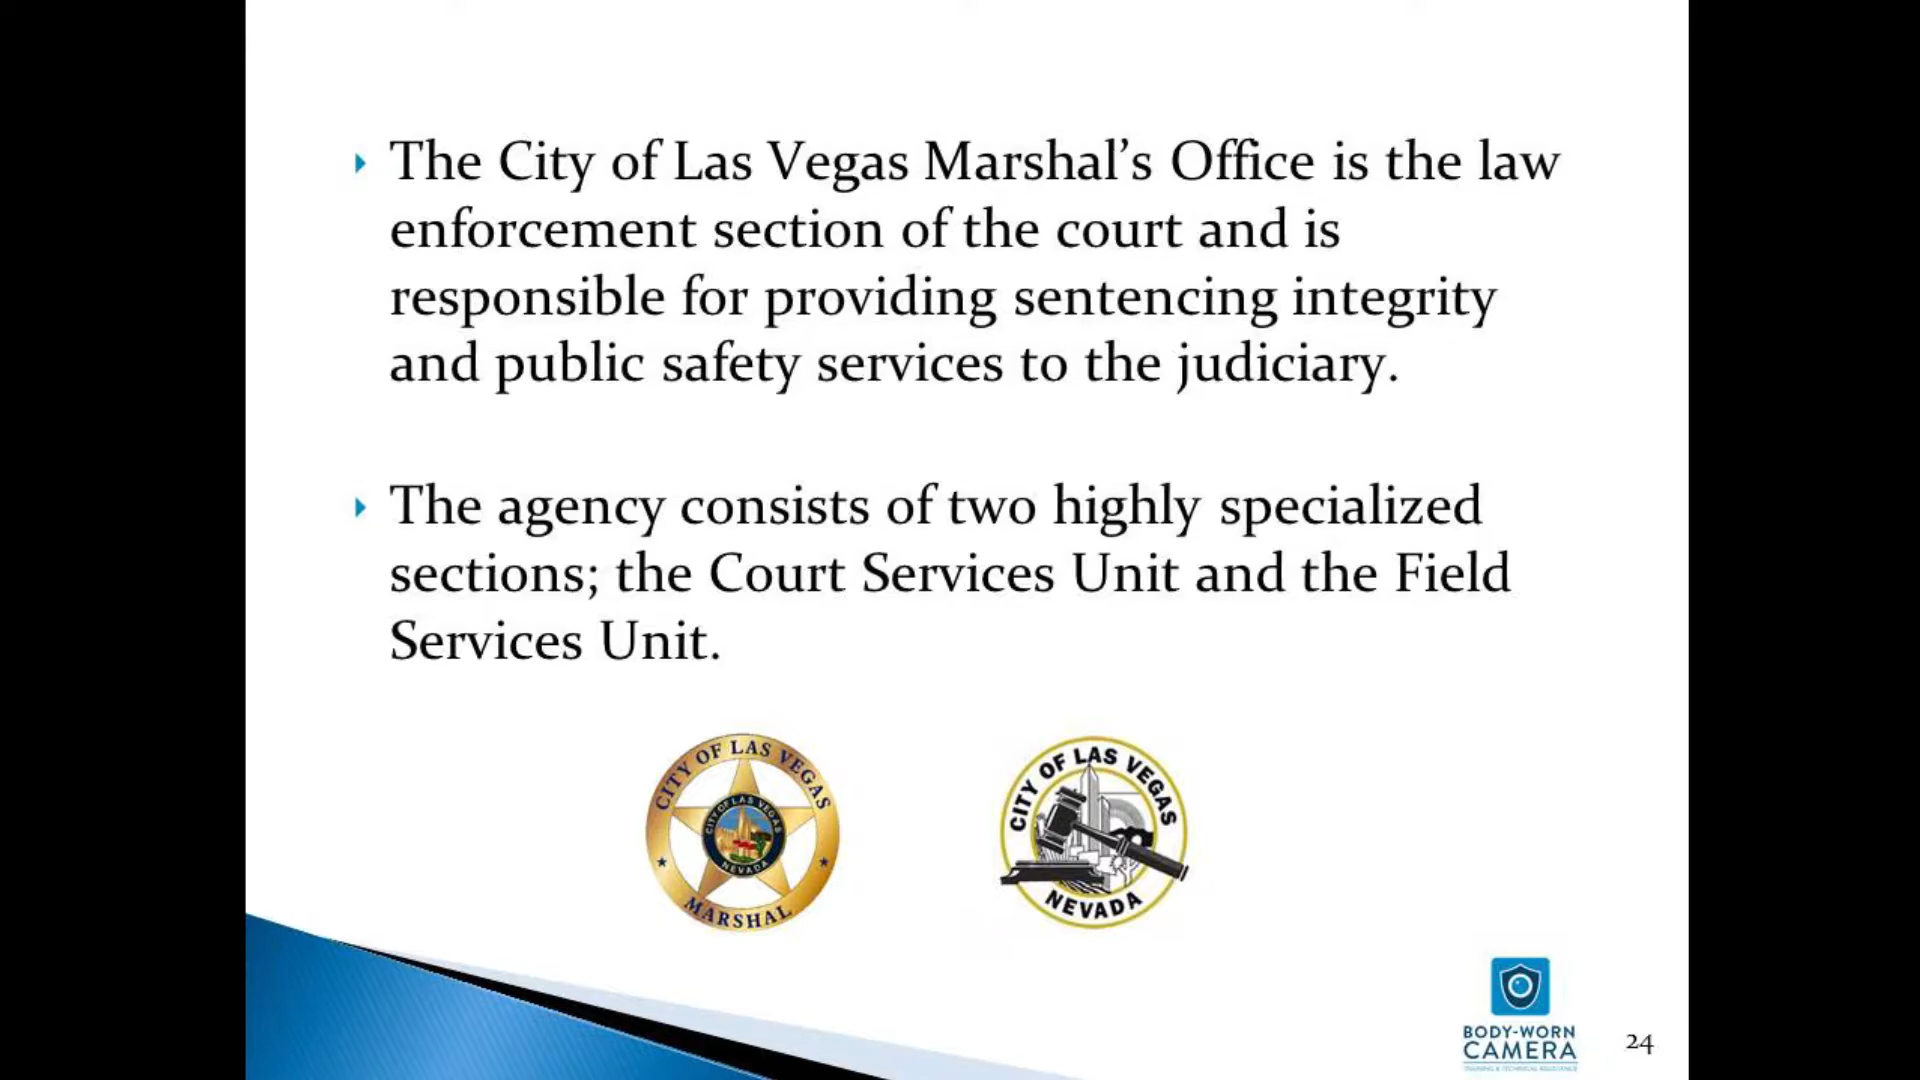 The City of Las Vegas Marshal’s Office is the law
enforcement section of the court and is
responsible for providing sentencing integrity
and public safety services to the judiciary.
The agency consists of two highly specialized
sections; the Court Services Unit and the Field
Services Unit.
CITY OF LAS VEGAS
CITY OF LAS VEGAS
NEVADA
MARSHAL
CITY OF LAS VEGAS
NEVADA
BODY-WORN
CAMERA
TRAINING & TECHNICAL ASSISTANCE
24